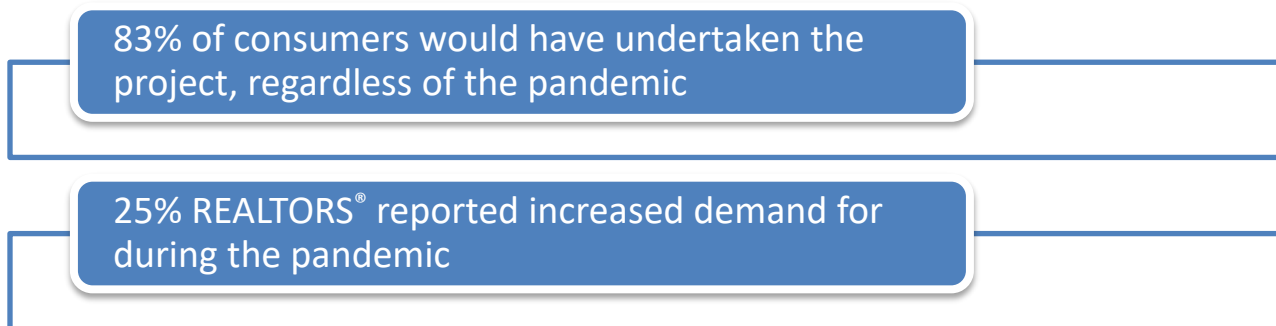 83% of consumers would have undertaken the
project, regardless of the pandemic
25% REALTORS® reported increased demand for
during the pandemic